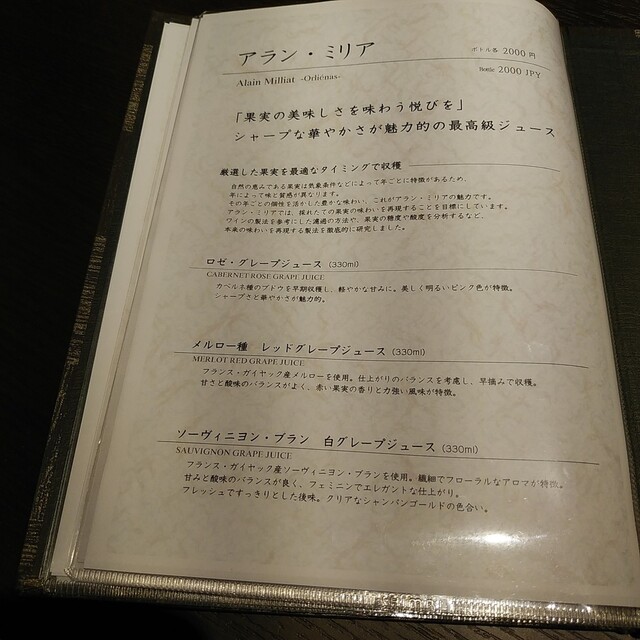 アラン・ミリア
ボトル各 2000 円
Alain Milliat -Orliénas-
Bottle 2000 JPY
「果実の美味しさを味わう悦びを」
シャープな華やかさが魅力的の最高級ジュース
厳選した果実を最適なタイミングで収穫
自然の恵みである果実は気象条件などによって年ごとに特徴があるため、
年によって味と質感が異なります。
その年ごとの個性を活かした豊かな味わい、これがアラン・ミリアの魅力です。
アラン・ミリアでは、採れたての果実の味わいを再現することを目標にしています。
ワインの製法を参考にした濾過の方法や、果実の糖度や酸度を分析するなど、
本来の味わいを再現する製法を徹底的に研究しました。
ロゼ・グレープジュース (330ml)
CABERNET ROSE GRAPE JUICE
カベルネ種のブドウを早期収穫し、軽やかな甘みに。美しく明るいピンク色が特徴。
シャープさと華やかさが魅力的。
メルロー種 レッドグレープジュース (330ml)
MERLOT RED GRAPE JUICE
フランス・ガイヤック産メルローを使用。仕上がりのバランスを考慮し、早摘みで収穫。
甘さと酸味のバランスがよく、赤い果実の香りと力強い風味が特徴。
ソーヴィニヨン・ブラン 白グレープジュース (330ml)
SAUVIGNON GRAPE JUICE
フランス・ガイヤック産ソーヴィニヨン・ブランを使用。繊細でフローラルなアロマが特徴。
甘みと酸味のバランスが良く、フェミニンでエレガントな仕上がり。
フレッシュですっきりとした後味。クリアなシャンパンゴールドの色合い。